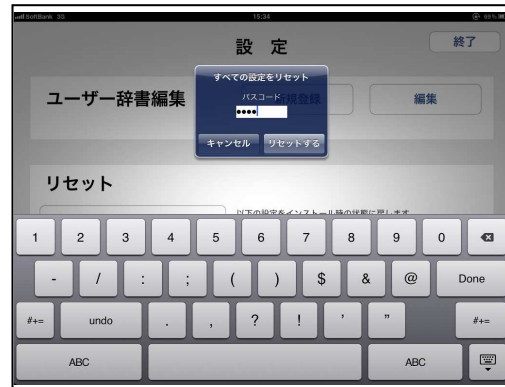 SoftBank 3G 15:34 69%
設 定
終了
すべての設定をリセット
パスコード
ユーザー辞書編集
新規登録
編集
キャンセル リセットする
リセット
以下の設定をインストール時の状態に戻します
1 2 3 4 5 6 7 8 9 0
- / : ; ( ) $ & @ Done
#+= undo . , ? ! ' " #+=
ABC ABC